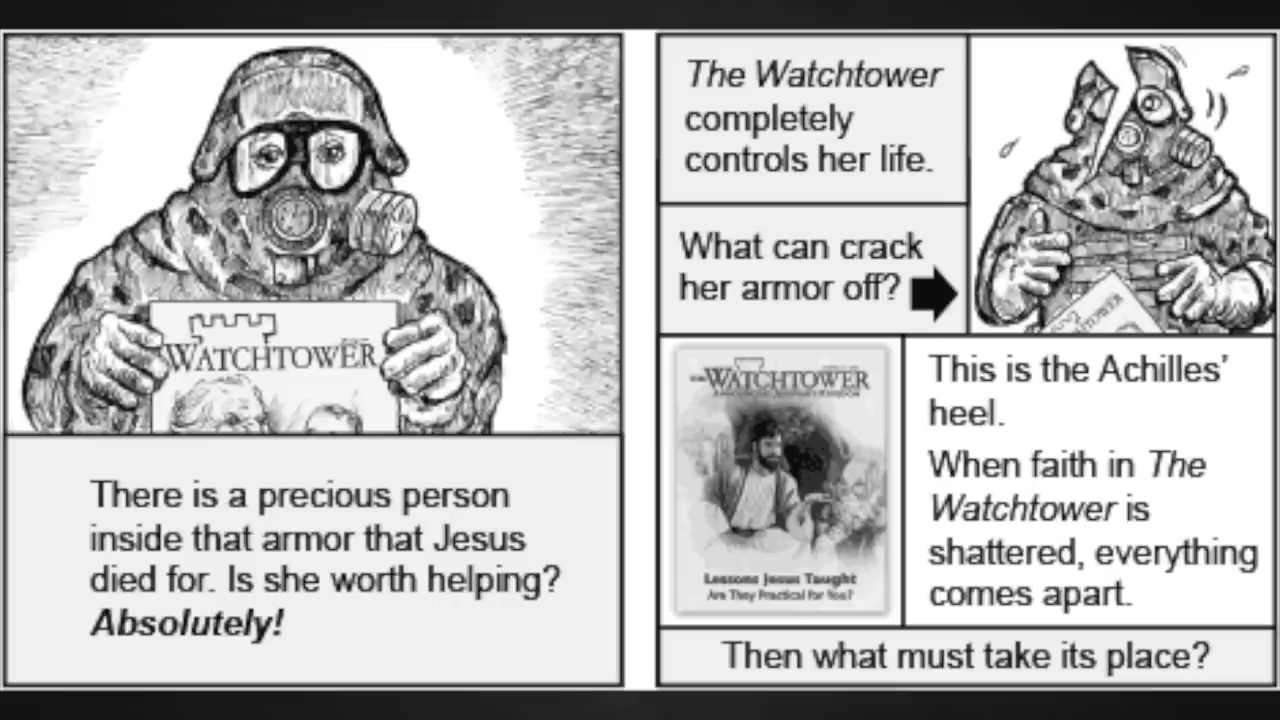 WATCHTOWER
There is a precious person
inside that armor that Jesus
died for. Is she worth helping?
Absolutely!
The Watchtower
completely
controls her life.
What can crack
her armor off?
THE WATCHTOWER
Lessons Jesus Taught
Are They Practical for You?
This is the Achilles'
heel.
When faith in The
Watchtower is
shattered, everything
comes apart.
Then what must take its place?